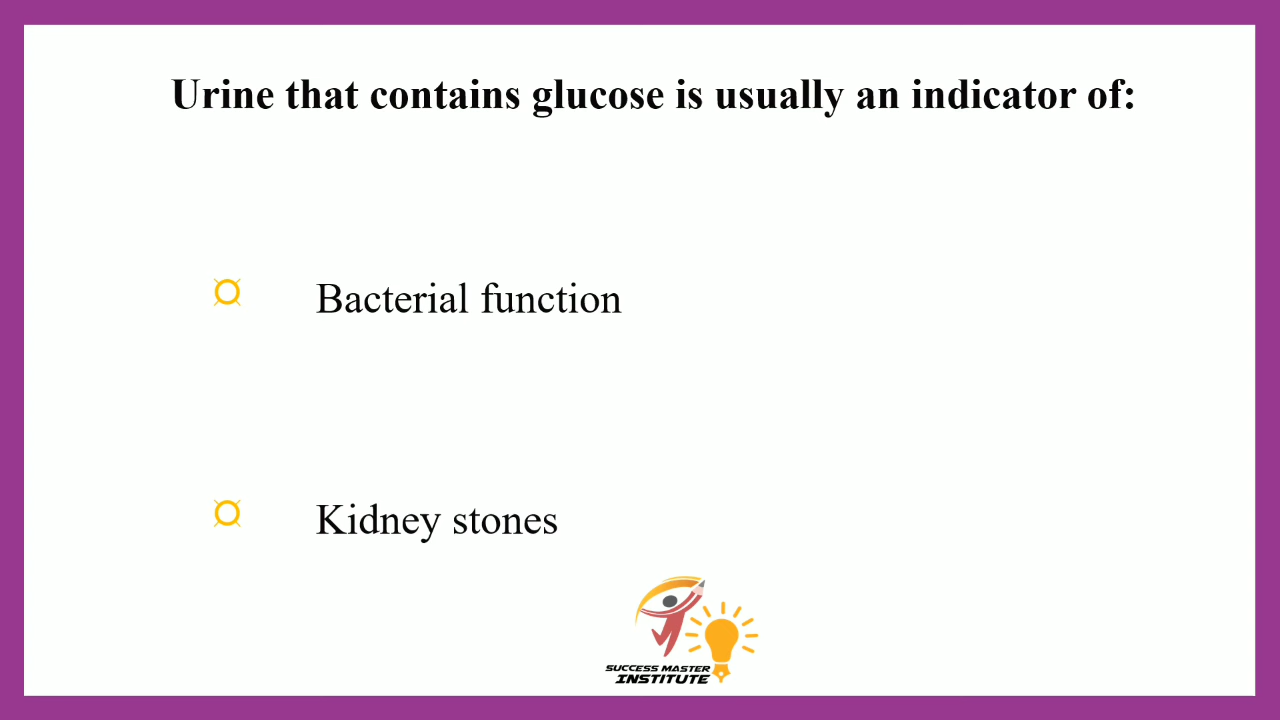 Urine that contains glucose is usually an indicator of:
¤ Bacterial function
¤ Kidney stones
SUCCESS MASTER
INSTITUTE